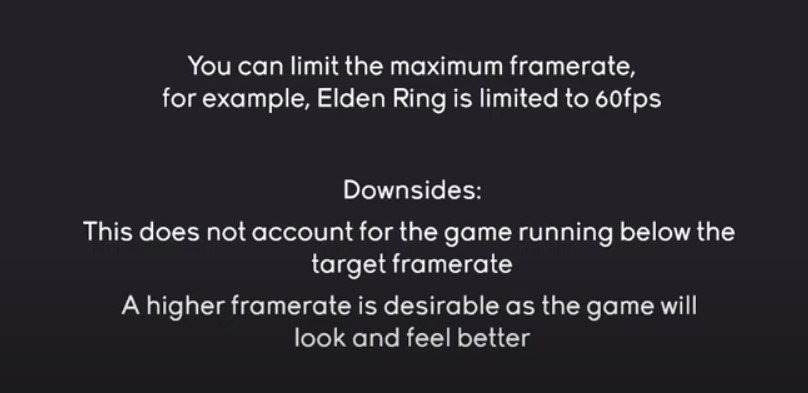 You can limit the maximum framerate,
for example, Elden Ring is limited to 60fps
Downsides:
This does not account for the game running below the
target framerate
A higher framerate is desirable as the game will
look and feel better